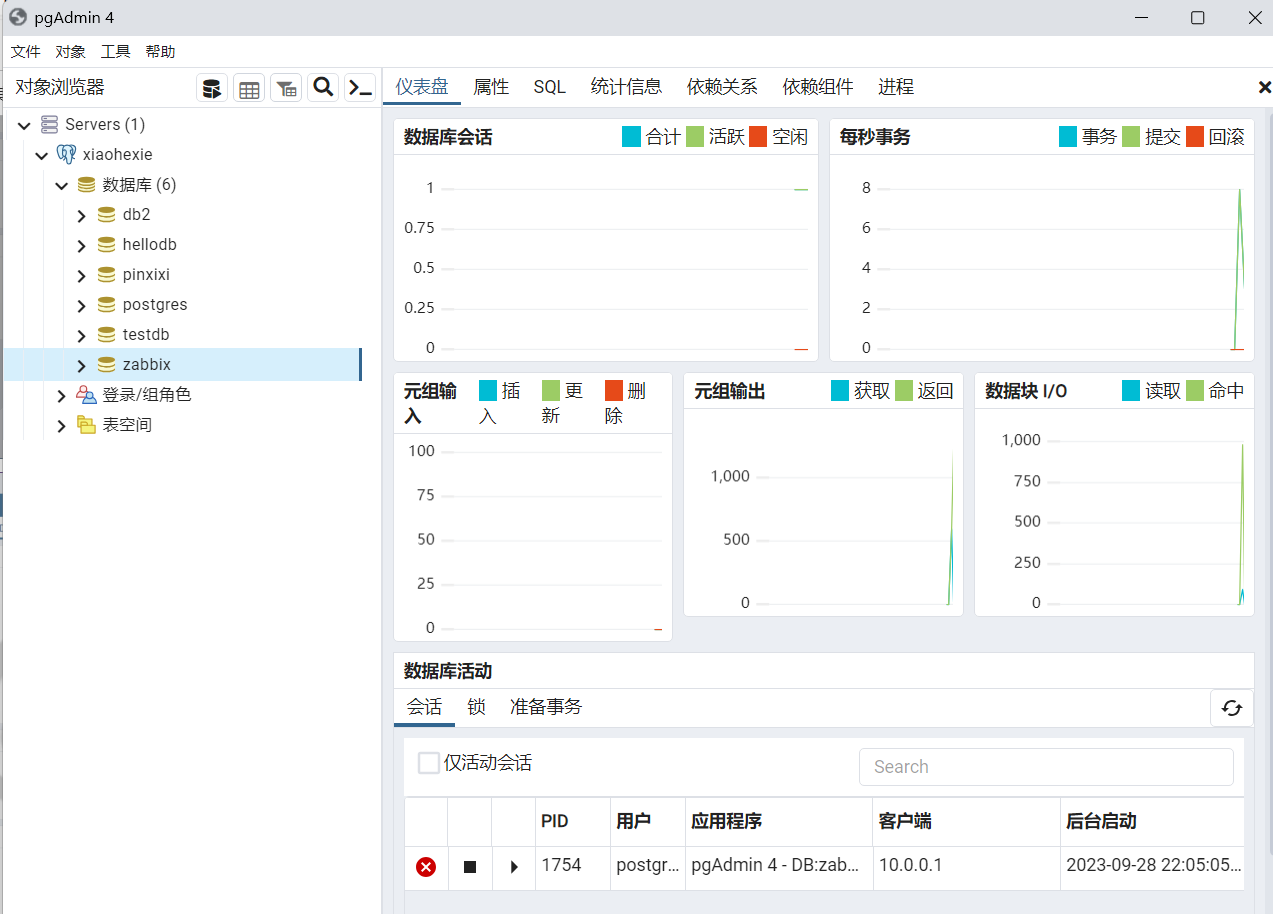 pgAdmin 4
文件 对象 工具 帮助
对象浏览器
仪表盘 属性 SQL 统计信息 依赖关系 依赖组件 进程
Servers (1)
xiaohexie
数据库 (6)
db2
hellodb
pinxixi
postgres
testdb
zabbix
登录/组角色
表空间
数据库会话 合计 活跃 空闲
1
0.75
0.5
0.25
0
每秒事务 事务 提交 回滚
8
6
4
2
0
元组输入 插入 更新 删除
100
75
50
25
0
元组输出 获取 返回
1,000
500
0
数据块 I/O 读取 命中
1,000
750
500
250
0
数据库活动
会话 锁 准备事务
仅活动会话 Search
PID 用户 应用程序 客户端 后台启动
1754 postgr... pgAdmin 4 - DB:zab... 10.0.0.1 2023-09-28 22:05:05...